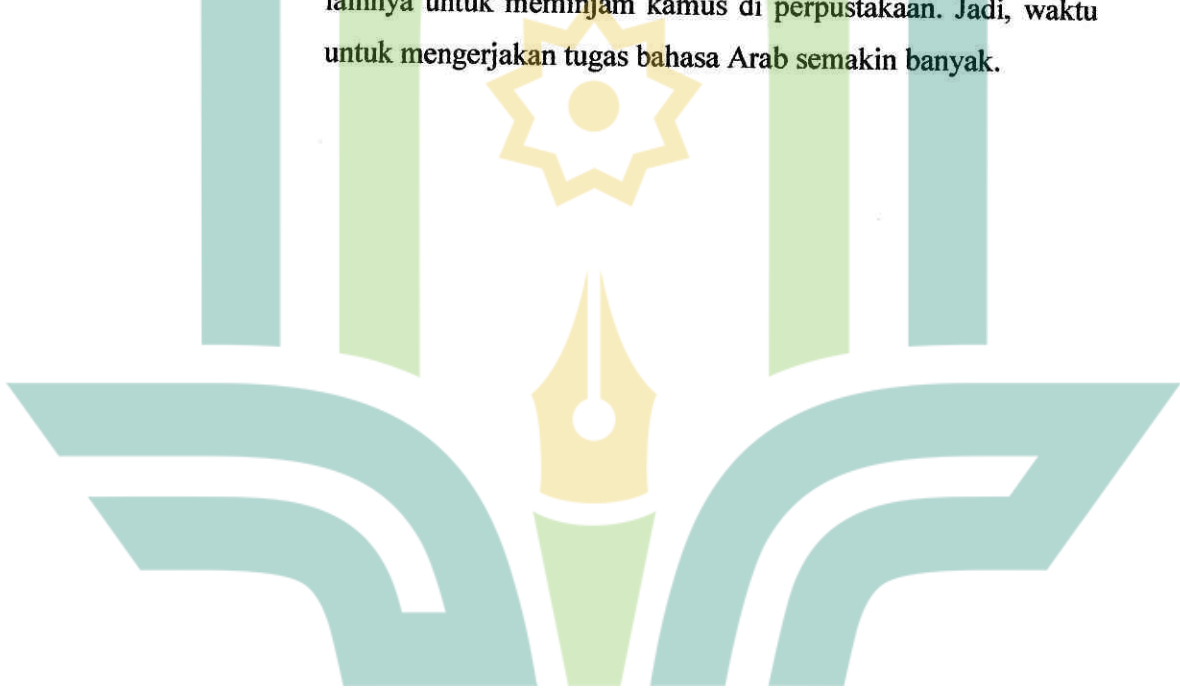 lainnya untuk meminjam kamus di perpustakaan. Jadi, waktu
untuk mengerjakan tugas bahasa Arab semakin banyak.